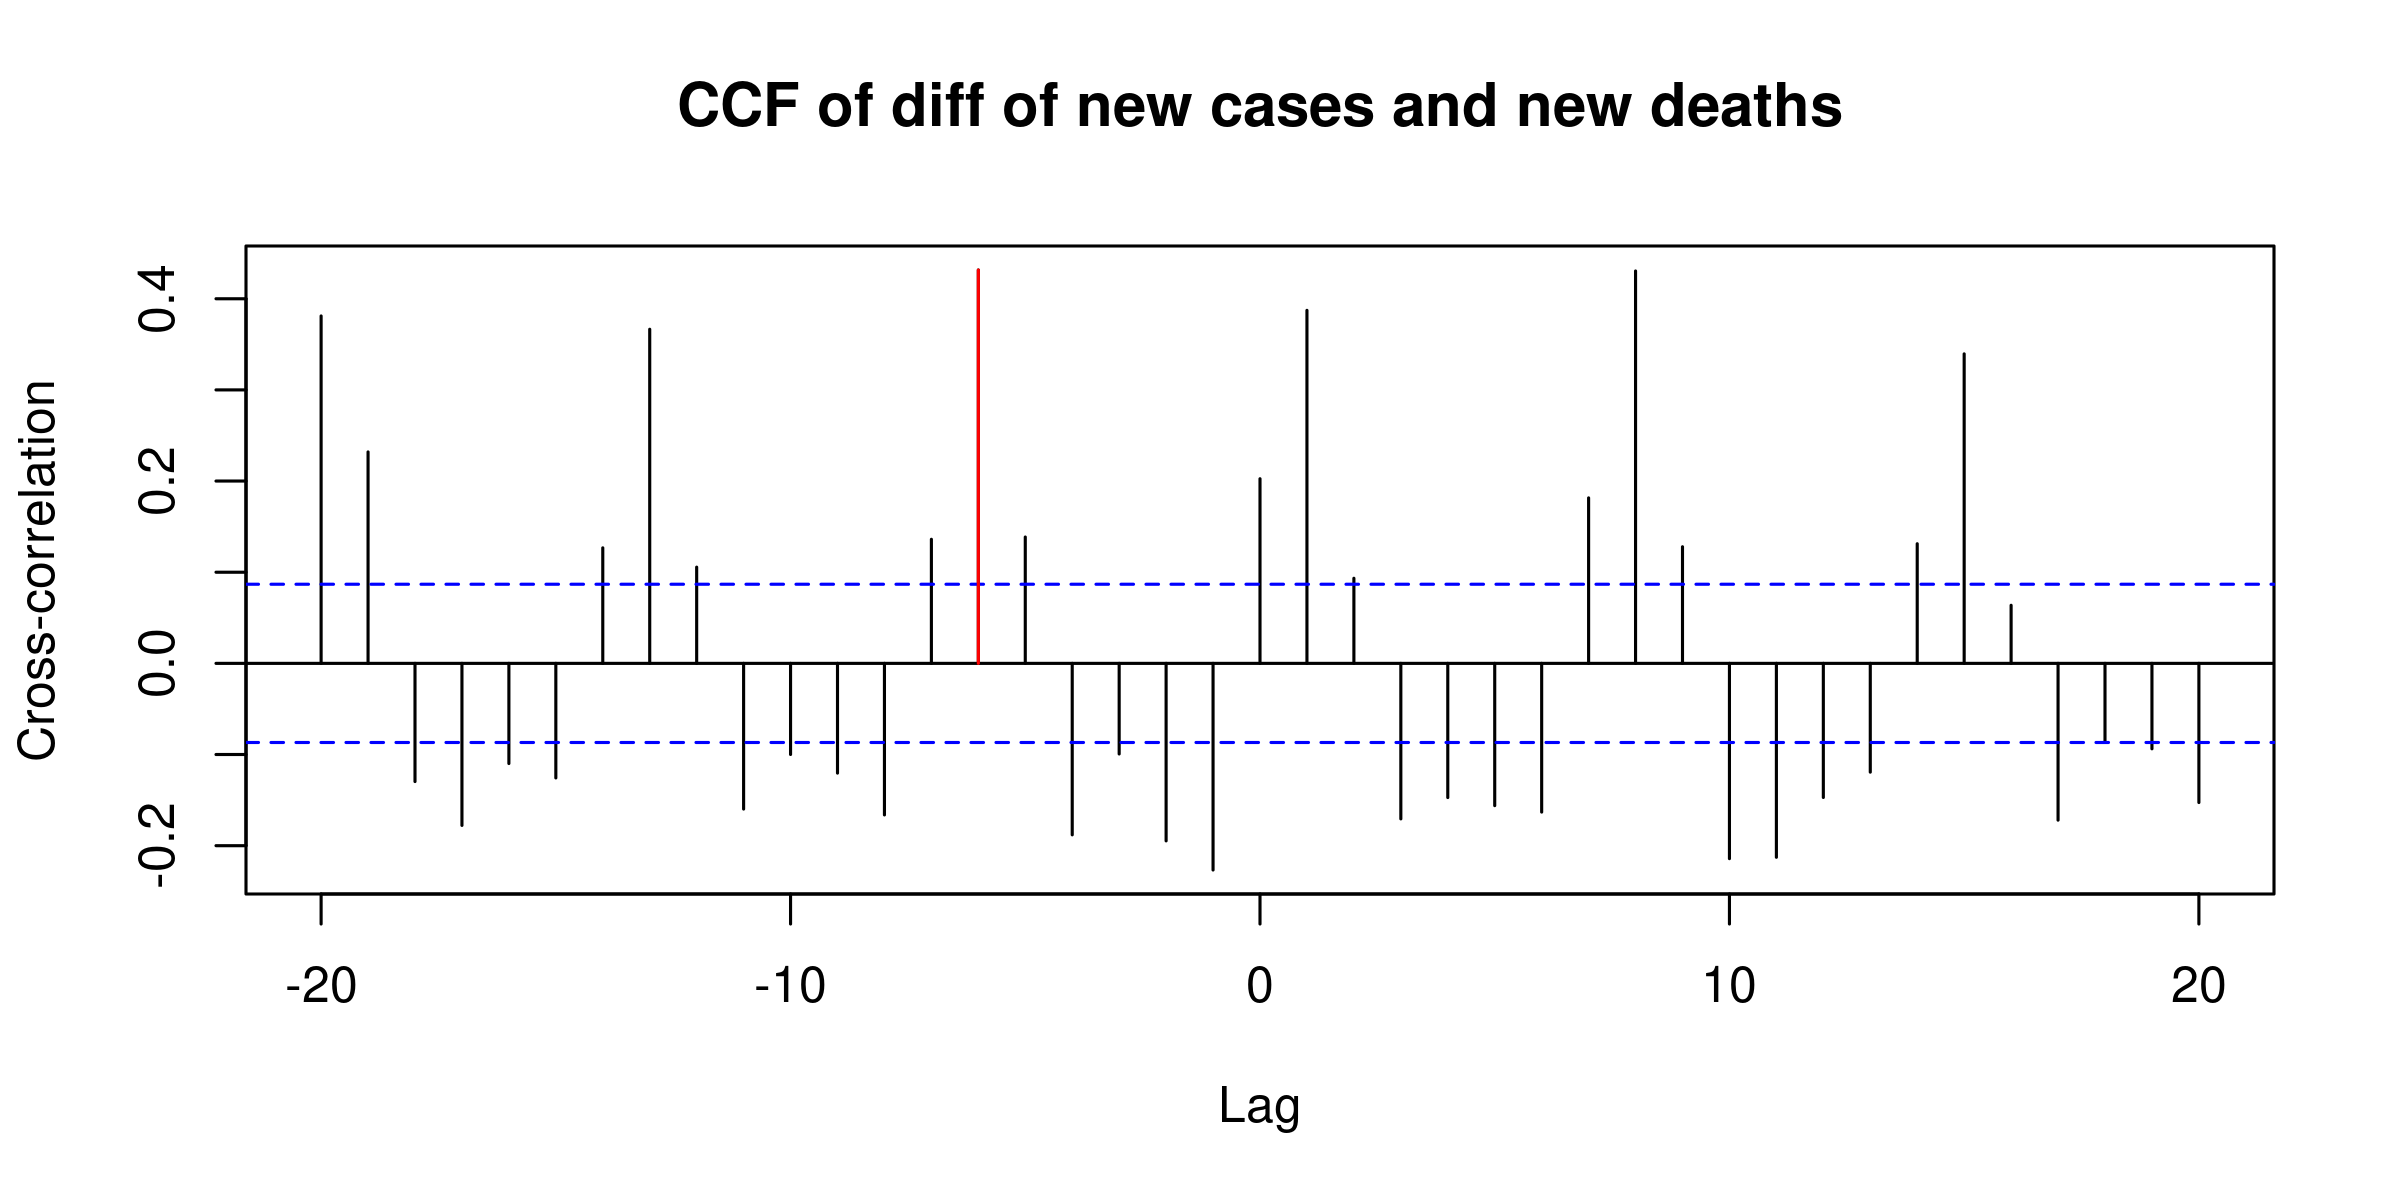 CCF of diff of new cases and new deaths
Cross-correlation
0.4
0.2
0.0
-0.2
-20 -10 0 10 20
Lag